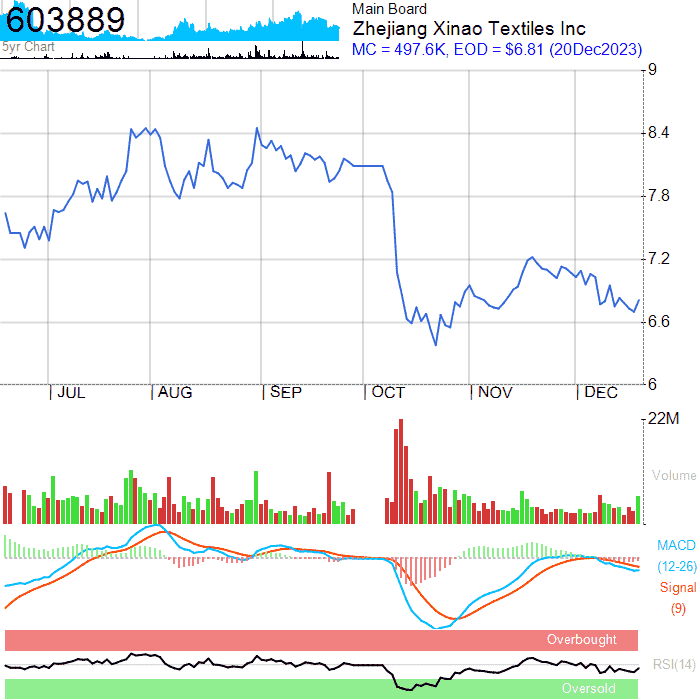 603889
5yr Chart
Main Board
Zhejiang Xinao Textiles Inc
MC = 497.6K, EOD = $6.81 (20Dec2023)
9
8.4
7.8
7.2
6.6
6
JUL AUG SEP OCT NOV DEC
22M
Volume
MACD
(12-26)
Signal
(9)
Overbought
RSI(14)
Oversold